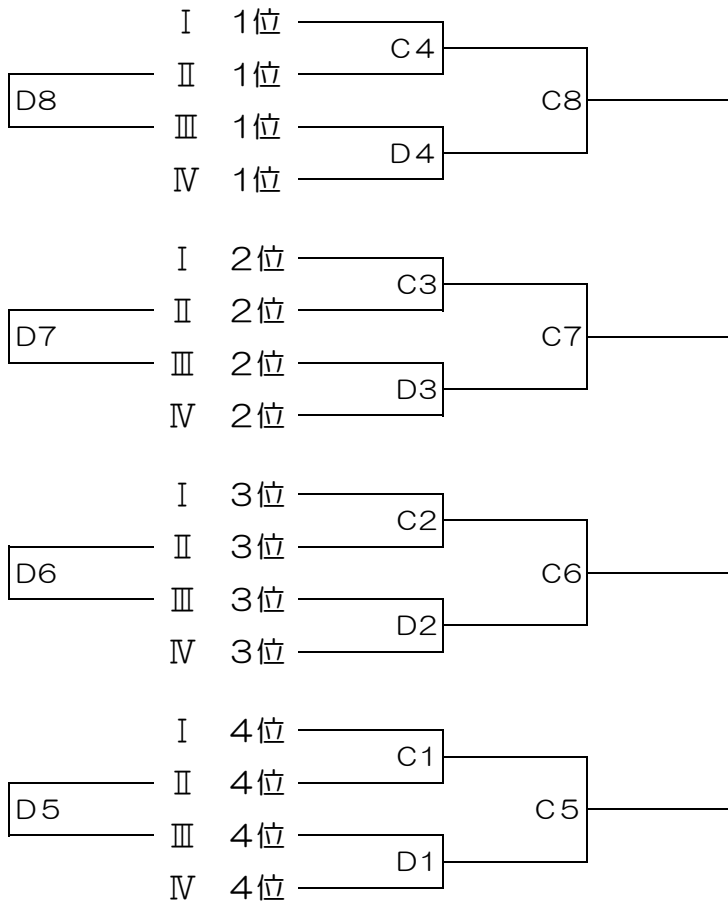 Ⅰ 1位
C4
D8 Ⅱ 1位
C8
Ⅲ 1位
D4
Ⅳ 1位
Ⅰ 2位
C3
D7 Ⅱ 2位
C7
Ⅲ 2位
D3
Ⅳ 2位
Ⅰ 3位
C2
D6 Ⅱ 3位
C6
Ⅲ 3位
D2
Ⅳ 3位
Ⅰ 4位
C1
D5 Ⅱ 4位
C5
Ⅲ 4位
D1
Ⅳ 4位